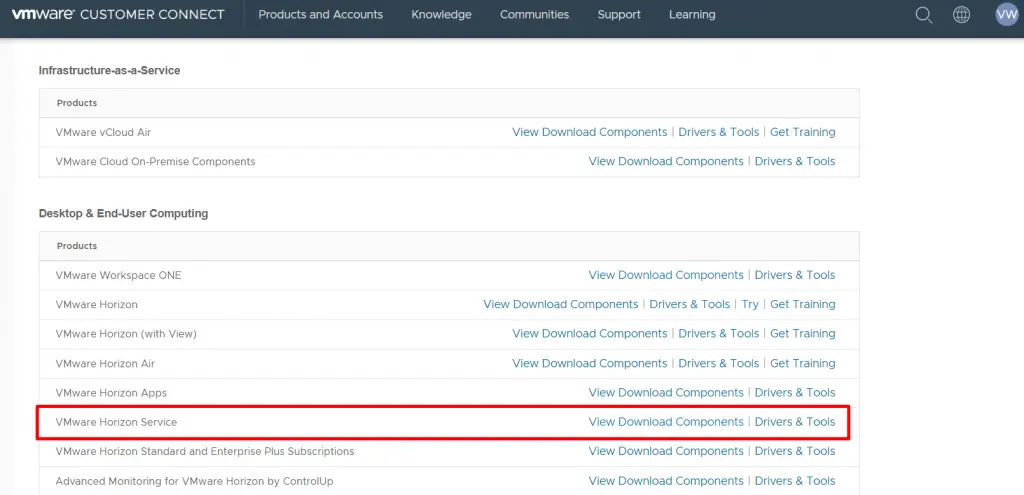 vmware® CUSTOMER CONNECT Products and Accounts Knowledge Communities Support Learning VW
Infrastructure-as-a-Service
Products
VMware vCloud Air View Download Components | Drivers & Tools | Get Training
VMware Cloud On-Premise Components View Download Components | Drivers & Tools
Desktop & End-User Computing
Products
VMware Workspace ONE View Download Components | Drivers & Tools
VMware Horizon View Download Components | Drivers & Tools | Try | Get Training
VMware Horizon (with View) View Download Components | Drivers & Tools | Get Training
VMware Horizon Air View Download Components | Drivers & Tools | Get Training
VMware Horizon Apps View Download Components | Drivers & Tools
VMware Horizon Service View Download Components | Drivers & Tools
VMware Horizon Standard and Enterprise Plus Subscriptions View Download Components | Drivers & Tools
Advanced Monitoring for VMware Horizon by ControlUp View Download Components | Drivers & Tools